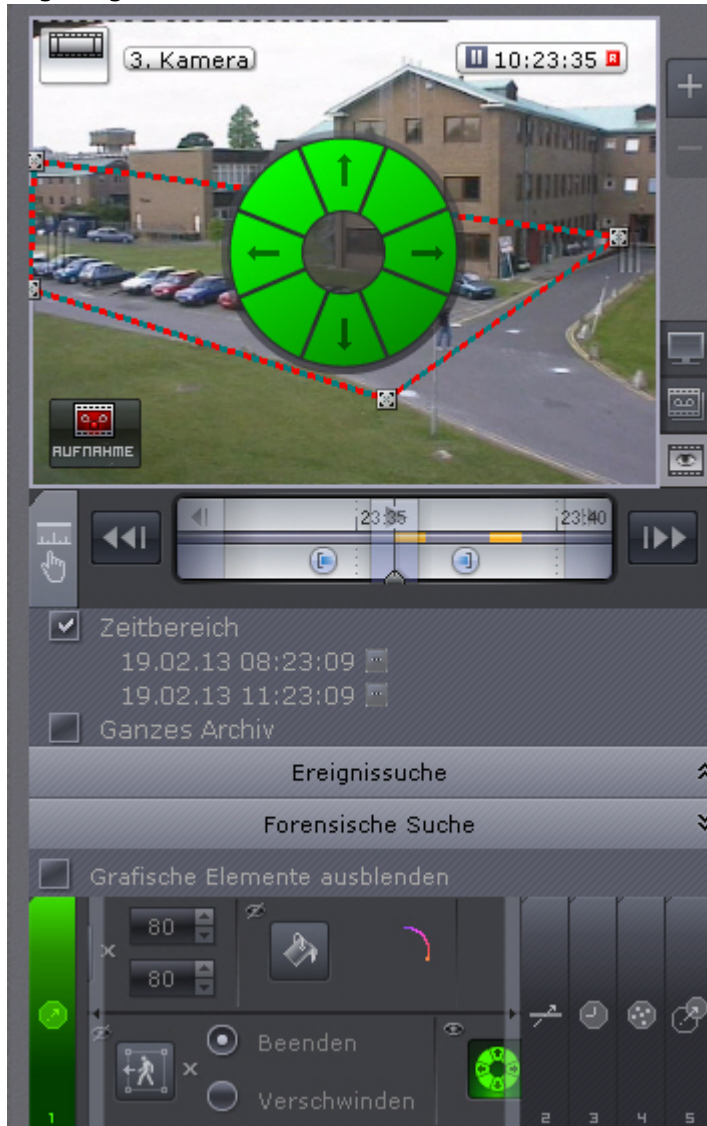 3. Kamera
10:23:35 R
AUFNAHME
23:35
23:40
Zeitbereich
19.02.13 08:23:09
19.02.13 11:23:09
Ganzes Archiv
Ereignissuche
Forensische Suche
Grafische Elemente ausblenden
80
80
Beenden
Verschwinden
1 2 3 4 5